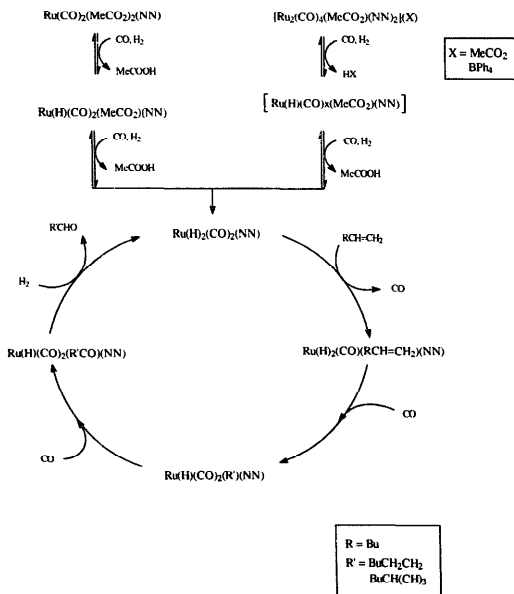 Ru(CO)2(MeCO2)2(NN)
[Ru2(CO)4(MeCO2)(NN)2](X)
CO, H2
MeCOOH
CO, H2
HX
X = MeCO2
BPh4
Ru(H)(CO)2(MeCO2)(NN)
[Ru(H)(CO)x(MeCO2)(NN)]
CO, H2
MeCOOH
CO, H2
MeCOOH
R'CHO
Ru(H)2(CO)2(NN)
RCH=CH2
H2
CO
Ru(H)(CO)2(R'CO)(NN)
Ru(H)2(CO)(RCH=CH2)(NN)
CO
CO
Ru(H)(CO)2(R')(NN)
R = Bu
R' = BuCH2CH2
BuCH(CH)3